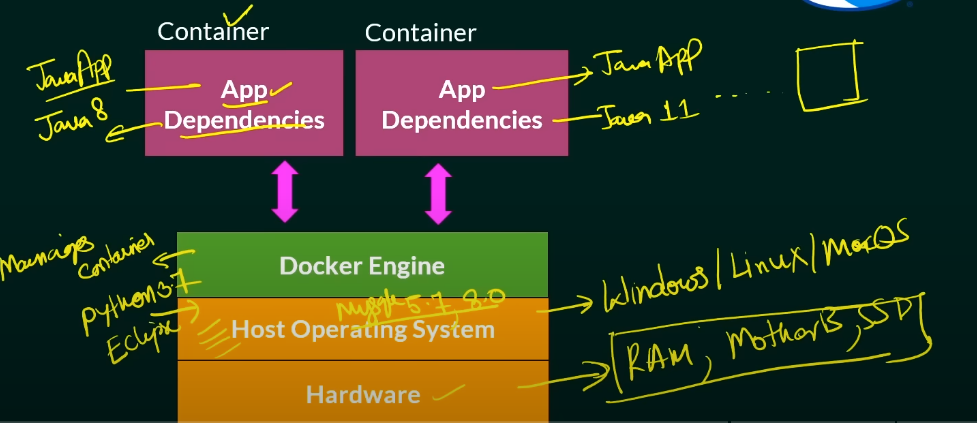 Container
Container
JavaApp
Java 8
App
Dependencies
App
Dependencies
Java App
Java 11
Manages
Containers
Docker Engine
Python 3.7
Eclipse
Mysql 5.7, 8.0
Host Operating System
Windows/Linux/MacOS
Hardware
RAM, MotherB, SSD